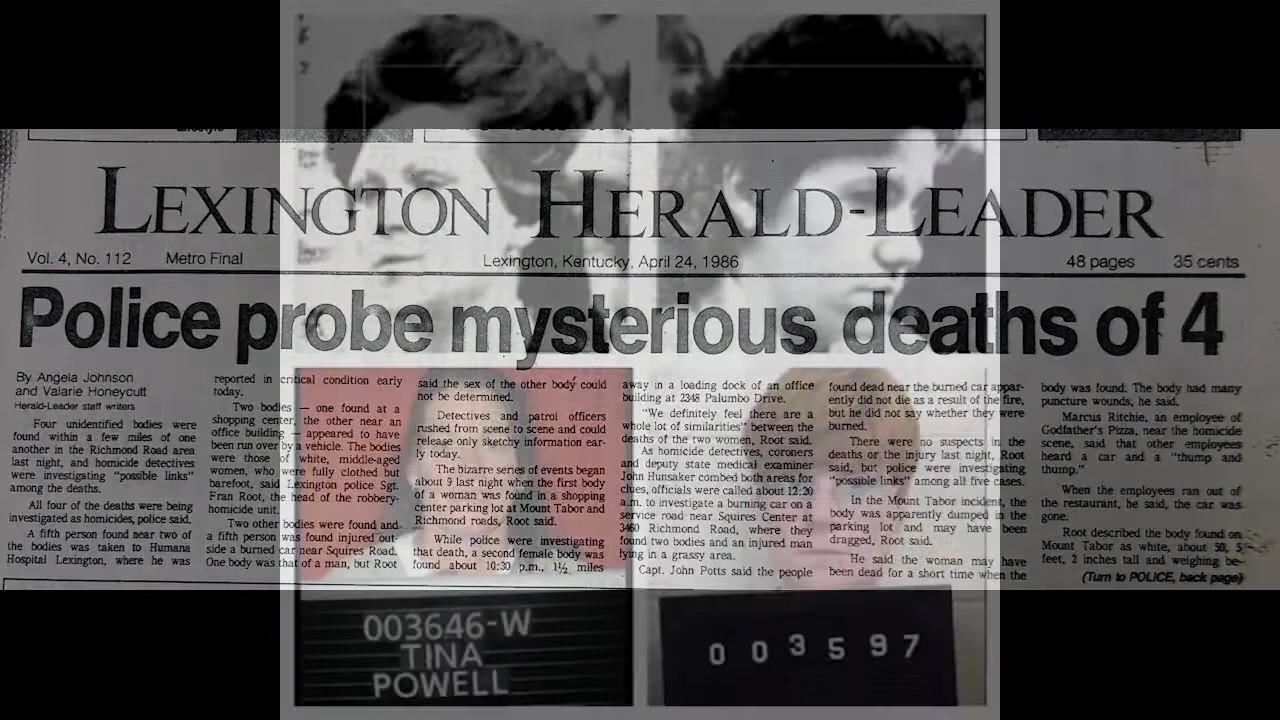 LEXINGTON HERALD-LEADER
Vol. 4, No. 112 Metro Final Lexington, Kentucky, April 24, 1986 48 pages 35 cents
Police probe mysterious deaths of 4
By Angela Johnson
and Valarie Honeycutt
Herald-Leader staff writers
Four unidentified bodies were
found within a few miles of one
another in the Richmond Road area
last night, and homicide detectives
were investigating “possible links”
among the deaths.
All four of the deaths were being
investigated as homicides, police said.
A fifth person found near two of
the bodies was taken to Humana
Hospital Lexington, where he was
reported in critical condition early
today.
Two bodies — one found at a
shopping center, the other near an
office building — appeared to have
been run over by a vehicle. The bodies
were those of white, middle-aged
women, who were fully clothed but
barefoot, said Lexington police Sgt.
Fran Root, the head of the robbery-
homicide unit.
Two other bodies were found and
a fifth person was found injured out-
side a burned car near Squires Road.
One body was that of a man, but Root
said the sex of the other body could
not be determined.
Detectives and patrol officers
rushed from scene to scene and could
release only sketchy information ear-
ly today.
The bizarre series of events began
about 9 last night when the first body
of a woman was found in a shopping
center parking lot at Mount Tabor and
Richmond roads, Root said.
While police were investigating
that death, a second female body was
found about 10:30 p.m., 1½ miles
away in a loading dock of an office
building at 2348 Palumbo Drive.
“We definitely feel there are a
whole lot of similarities” between the
deaths of the two women, Root said.
As homicide detectives, coroners
and deputy state medical examiner
John Hunsaker combed both areas for
clues, officials were called about 12:20
a.m. to investigate a burning car on a
service road near Squires Center at
3460 Richmond Road, where they
found two bodies and an injured man
lying in a grassy area.
Capt. John Potts said the people
found dead near the burned car appar-
ently did not die as a result of the fire,
but he did not say whether they were
burned.
There were no suspects in the
deaths or the injury last night, Root
said, but police were investigating
“possible links” among all five cases.
In the Mount Tabor incident, the
body was apparently dumped in the
parking lot and may have been
dragged, Root said.
He said the woman may have
been dead for a short time when the
body was found. The body had many
puncture wounds, he said.
Marcus Ritchie, an employee of
Godfather's Pizza, near the homicide
scene, said that other employees
heard a car and a “thump and
thump.”
When the employees ran out of
the restaurant, he said, the car was
gone.
Root described the body found on
Mount Tabor as white, about 50, 5
feet, 2 inches tall and weighing be-
(Turn to POLICE, back page)
003646-W
TINA
POWELL
003597